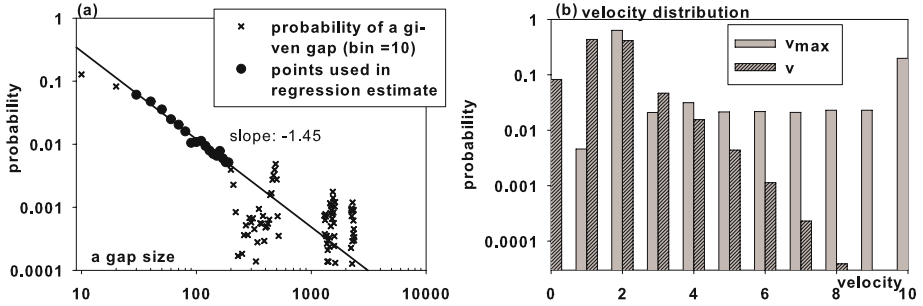 (a)
1
0.1
0.01
0.001
0.0001
probability
× probability of a gi-
ven gap (bin =10)
● points used in
regression estimate
slope: -1.45
a gap size
10
100
1000
10000
(b) velocity distribution
1
0.1
0.01
0.001
0.0001
probability
vmax
v
0
2
4
6
8
10
velocity